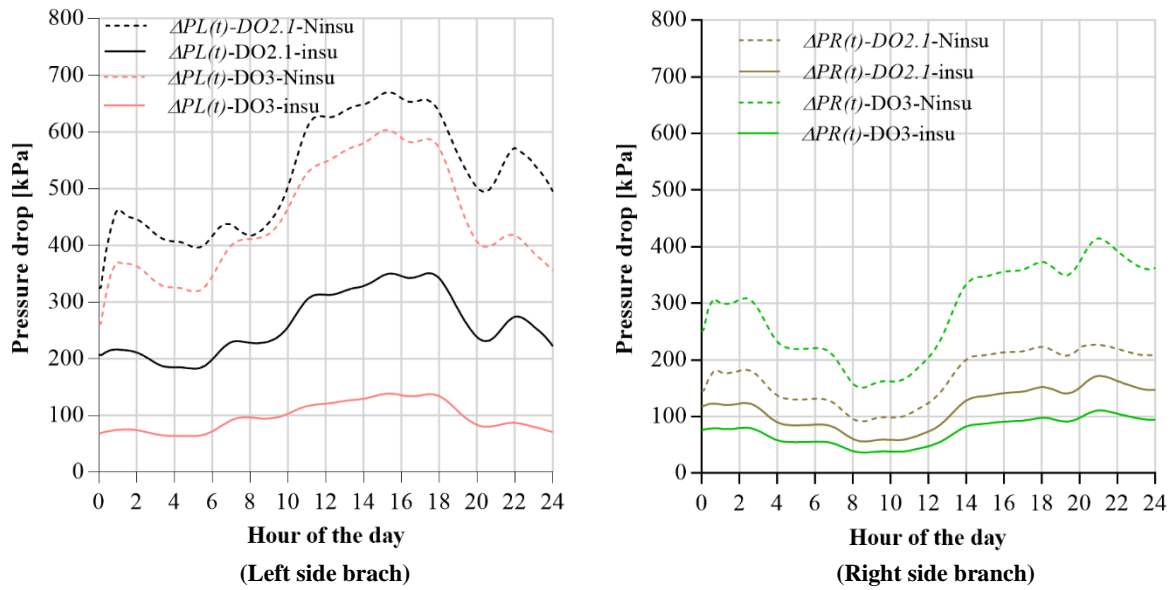 800
700
600
500
400
300
200
100
0
Pressure drop [kPa]
ΔPL(t)-DO2.1-Ninsu
ΔPL(t)-DO2.1-insu
ΔPL(t)-DO3-Ninsu
ΔPL(t)-DO3-insu
0 2 4 6 8 10 12 14 16 18 20 22 24
Hour of the day
(Left side brach)
800
700
600
500
400
300
200
100
0
Pressure drop [kPa]
ΔPR(t)-DO2.1-Ninsu
ΔPR(t)-DO2.1-insu
ΔPR(t)-DO3-Ninsu
ΔPR(t)-DO3-insu
0 2 4 6 8 10 12 14 16 18 20 22 24
Hour of the day
(Right side branch)